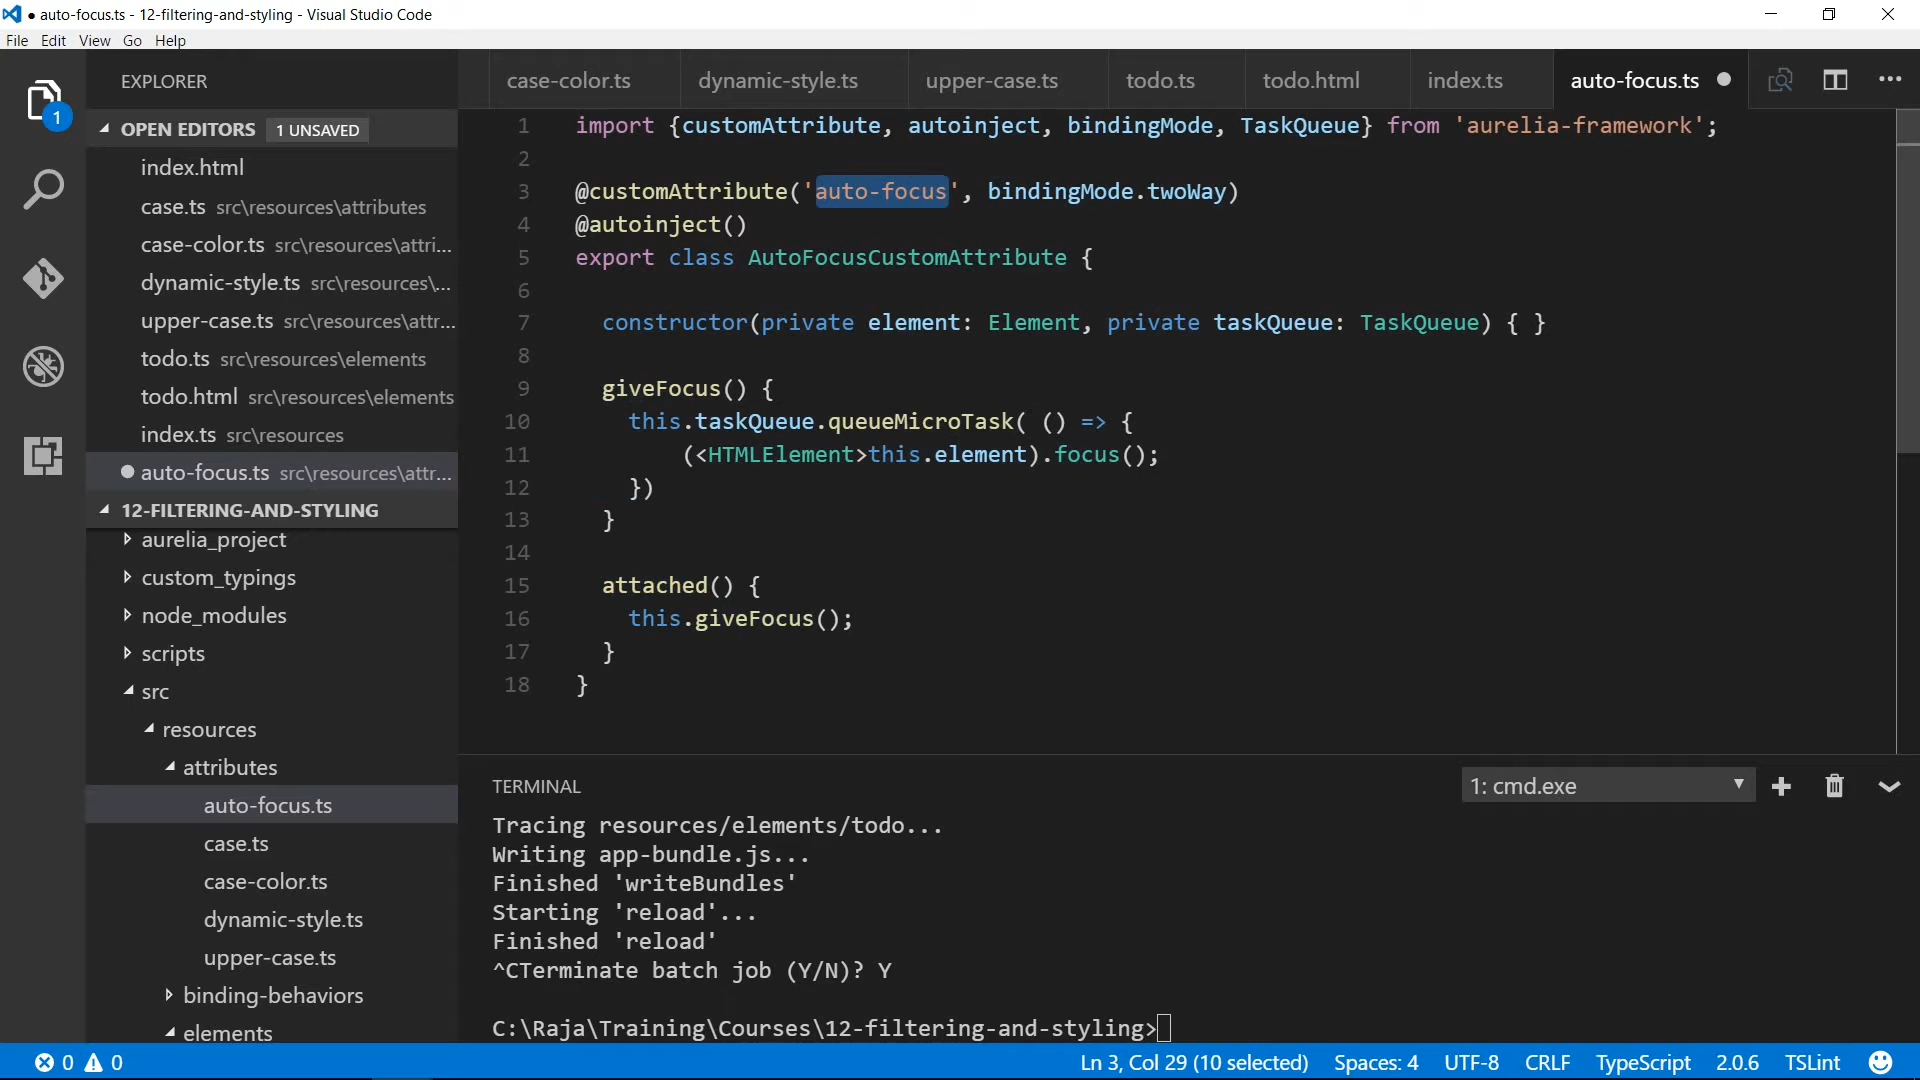 ● auto-focus.ts - 12-filtering-and-styling - Visual Studio Code
File Edit View Go Help
EXPLORER
1
OPEN EDITORS 1 UNSAVED
index.html
case.ts src\resources\attributes
case-color.ts src\resources\attri...
dynamic-style.ts src\resources\...
upper-case.ts src\resources\attr...
todo.ts src\resources\elements
todo.html src\resources\elements
index.ts src\resources
auto-focus.ts src\resources\attr...
12-FILTERING-AND-STYLING
aurelia_project
custom_typings
node_modules
scripts
src
resources
attributes
auto-focus.ts
case.ts
case-color.ts
dynamic-style.ts
upper-case.ts
binding-behaviors
elements
case-color.ts dynamic-style.ts upper-case.ts todo.ts todo.html index.ts auto-focus.ts
1 import {customAttribute, autoinject, bindingMode, TaskQueue} from 'aurelia-framework';
2
3 @customAttribute('auto-focus', bindingMode.twoWay)
4 @autoinject()
5 export class AutoFocusCustomAttribute {
6
7 constructor(private element: Element, private taskQueue: TaskQueue) { }
8
9 giveFocus() {
10 this.taskQueue.queueMicroTask( () => {
11 (<HTMLElement>this.element).focus();
12 })
13 }
14
15 attached() {
16 this.giveFocus();
17 }
18 }
TERMINAL
1: cmd.exe
Tracing resources/elements/todo...
Writing app-bundle.js...
Finished 'writeBundles'
Starting 'reload'...
Finished 'reload'
^CTerminate batch job (Y/N)? Y
C:\Raja\Training\Courses\12-filtering-and-styling>
0 0 Ln 3, Col 29 (10 selected) Spaces: 4 UTF-8 CRLF TypeScript 2.0.6 TSLint